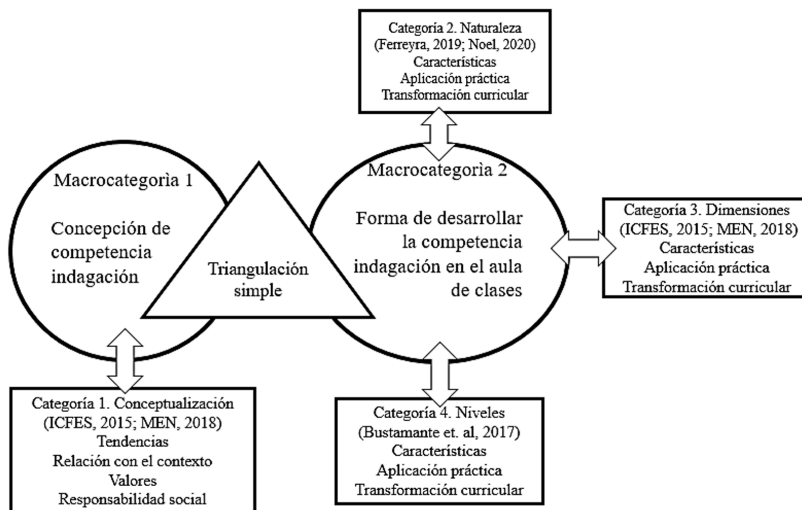 Categoría 2. Naturaleza
(Ferreyra, 2019; Noel, 2020)
Características
Aplicación práctica
Transformación curricular
Macrocategorìa 1
Concepción de
competencia
indagación
Triangulación
simple
Macrocategorìa 2
Forma de desarrollar
la competencia
indagación en el aula
de clases
Categoría 3. Dimensiones
(ICFES, 2015; MEN, 2018)
Características
Aplicación práctica
Transformación curricular
Categoría 1. Conceptualización
(ICFES, 2015; MEN, 2018)
Tendencias
Relación con el contexto
Valores
Responsabilidad social
Categoría 4. Niveles
(Bustamante et. al, 2017)
Características
Aplicación práctica
Transformación curricular